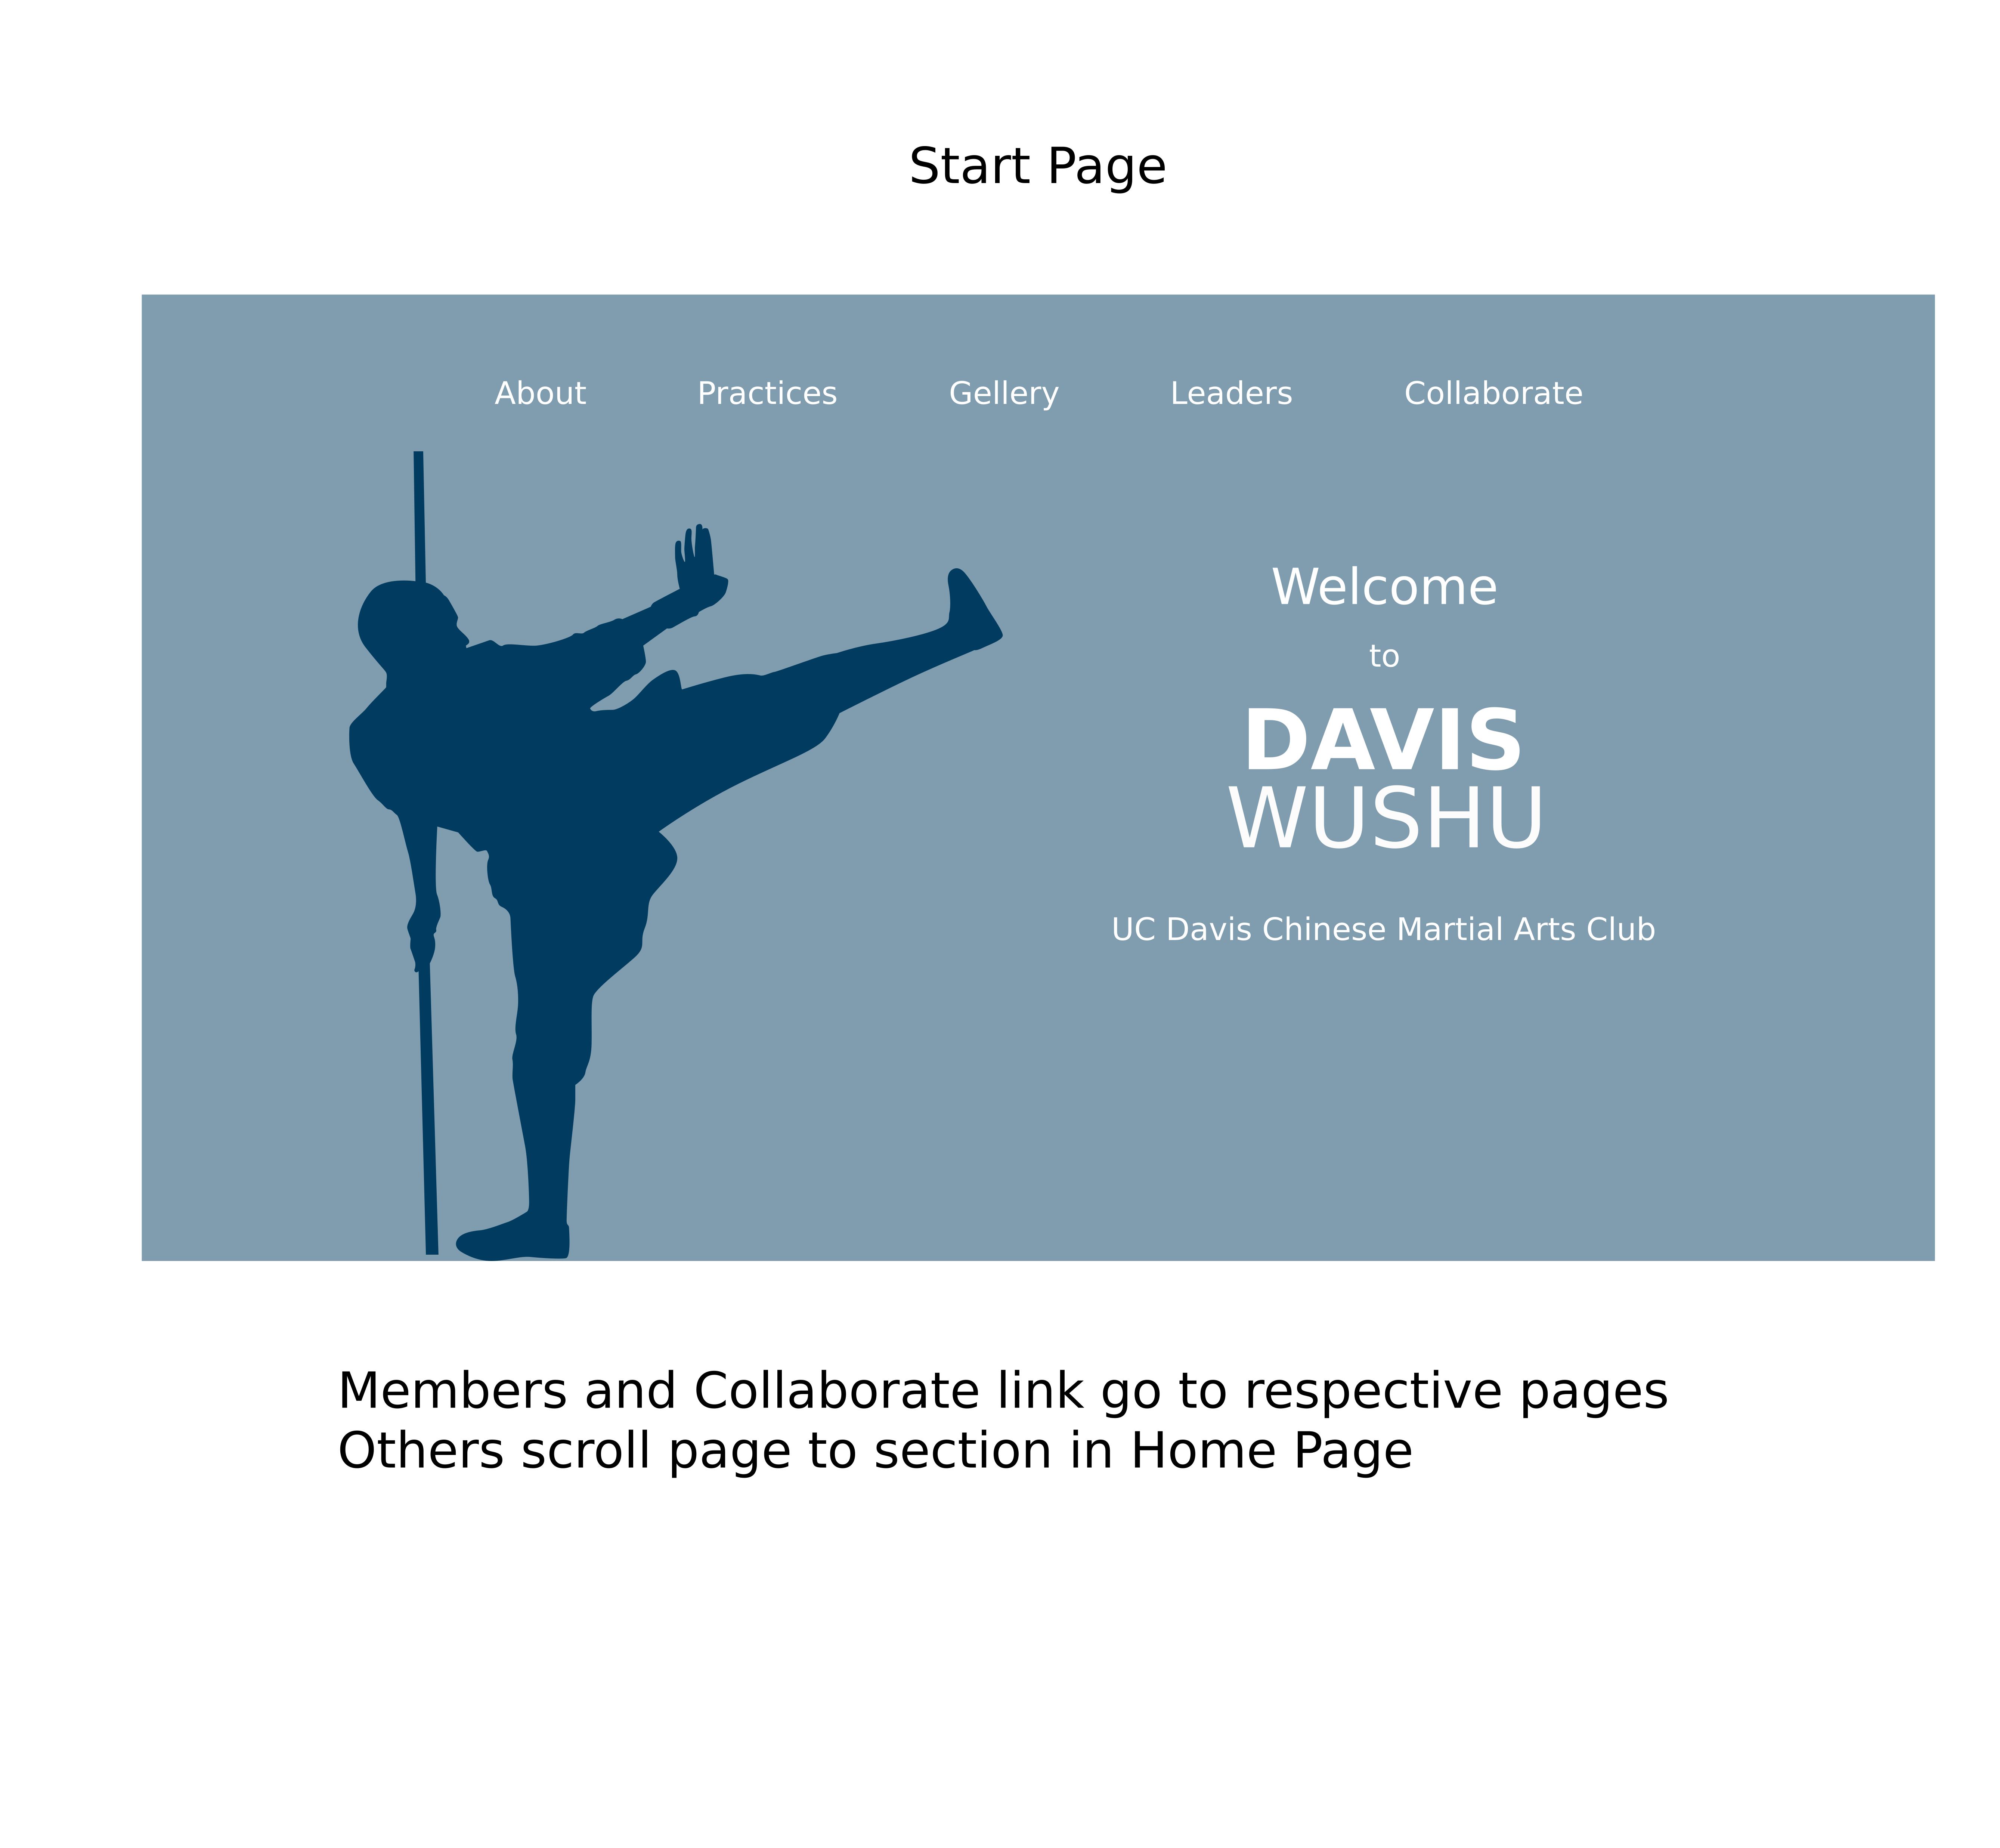 Start Page
About Practices Gellery Leaders Collaborate
Welcome
to
DAVIS
WUSHU
UC Davis Chinese Martial Arts Club
Members and Collaborate link go to respective pages
Others scroll page to section in Home Page